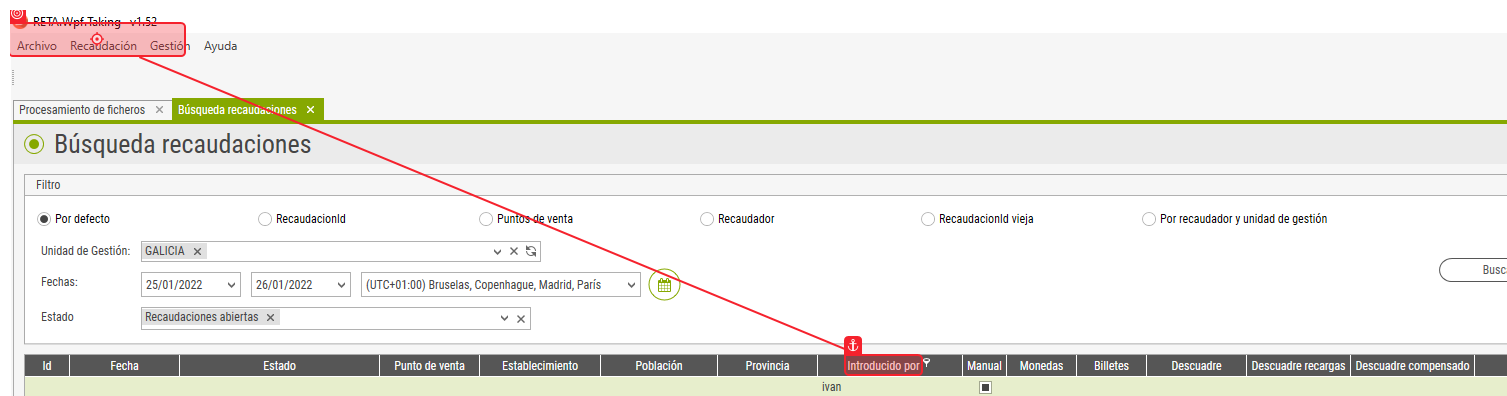 RETA.Wpf.Taking - v1.52
Archivo Recaudación Gestión Ayuda
Procesamiento de ficheros Búsqueda recaudaciones
Búsqueda recaudaciones
Filtro
Por defecto RecaudacionId Puntos de venta Recaudador RecaudacionId vieja Por recaudador y unidad de gestión
Unidad de Gestión: GALICIA
Fechas: 25/01/2022 26/01/2022 (UTC+01:00) Bruselas, Copenhague, Madrid, París
Busc
Estado Recaudaciones abiertas
Id Fecha Estado Punto de venta Establecimiento Población Provincia Introducido por Manual Monedas Billetes Descuadre Descuadre recargas Descuadre compensado
ivan